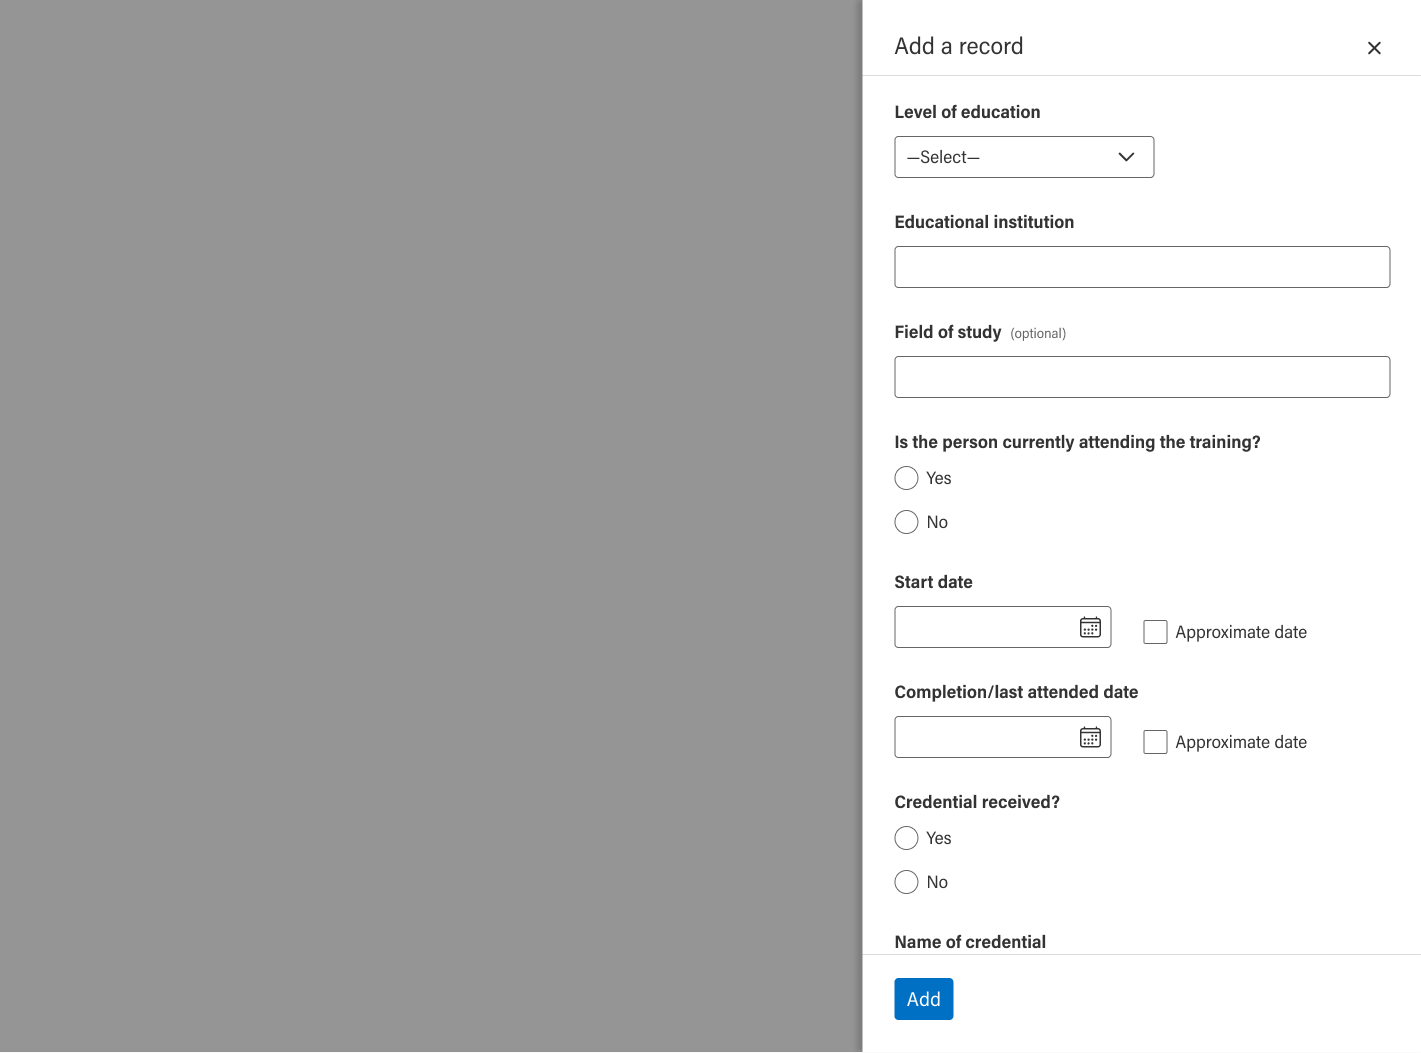 Add a record
Level of education
—Select—
Educational institution
Field of study (optional)
Is the person currently attending the training?
Yes
No
Start date
Approximate date
Completion/last attended date
Approximate date
Credential received?
Yes
No
Name of credential
Add